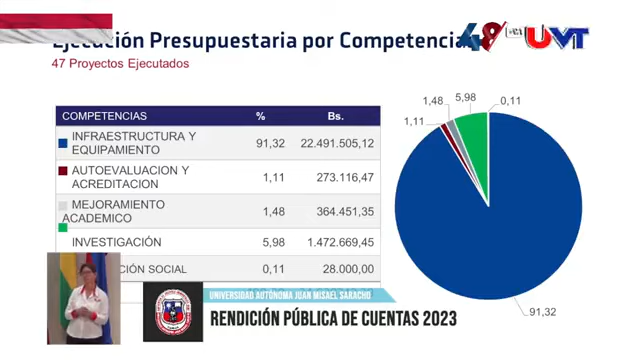 Ejecución Presupuestaria por Competencias
47 Proyectos Ejecutados
COMPETENCIAS % Bs.
INFRAESTRUCTURA Y EQUIPAMIENTO 91,32 22.491.505,12
AUTOEVALUACION Y ACREDITACION 1,11 273.116,47
MEJORAMIENTO ACADEMICO 1,48 364.451,35
INVESTIGACIÓN 5,98 1.472.669,45
CIÓN SOCIAL 0,11 28.000,00
1,11
1,48
5,98
0,11
91,32
48
UVT
UNIVERSIDAD AUTÓNOMA JUAN MISAEL SARACHO
RENDICIÓN PÚBLICA DE CUENTAS 2023